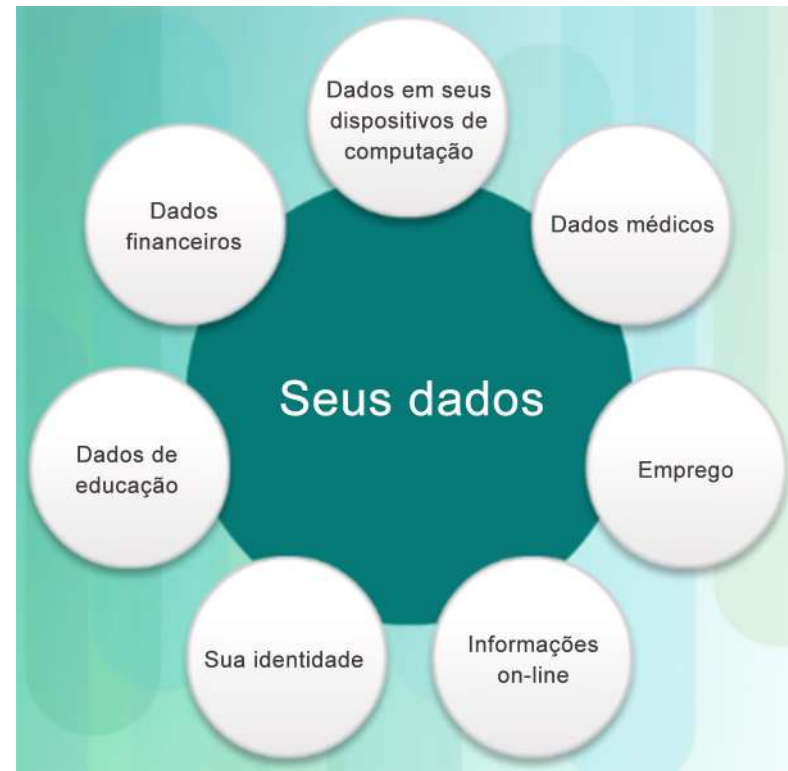 Dados em seus
dispositivos de
computação
Dados
financeiros
Dados médicos
Seus dados
Dados de
educação
Emprego
Sua identidade
Informações
on-line